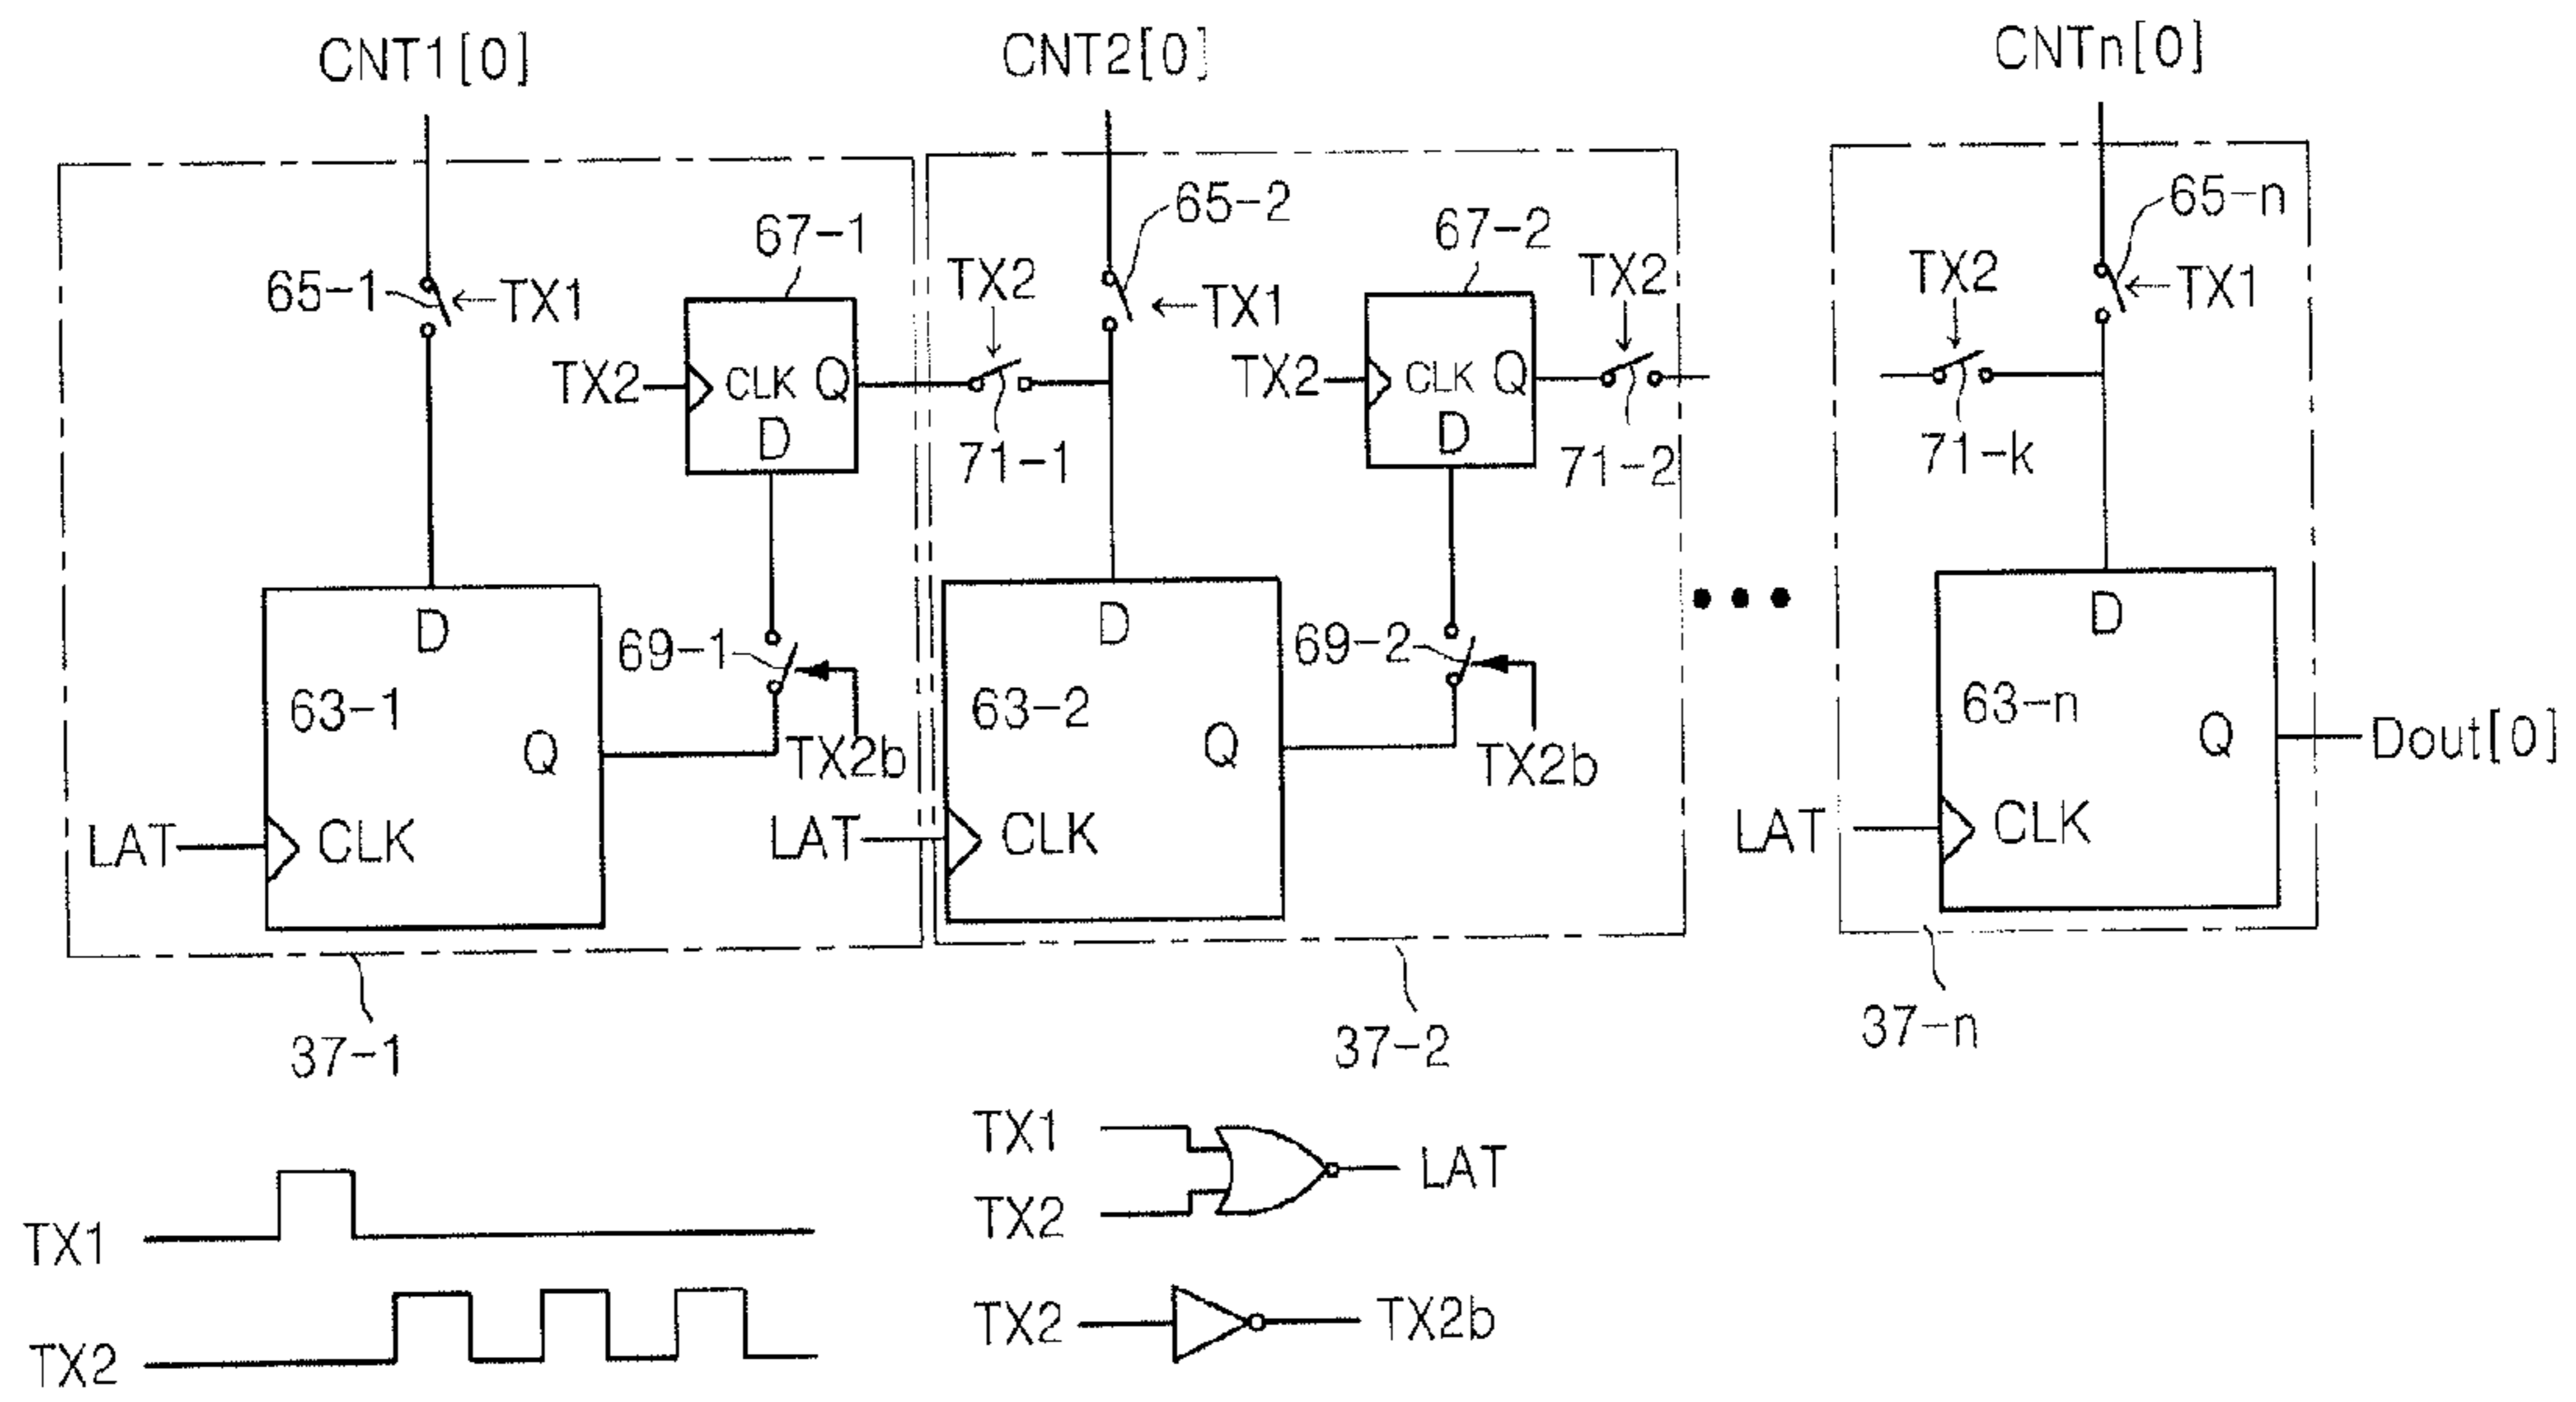 CNT1[0]
CNT2[0]
CNTn[0]
65-1
TX1
67-1
TX2
CLK
Q
D
TX2
71-1
65-2
TX1
67-2
TX2
CLK
Q
D
TX2
71-2
TX2
71-k
65-n
TX1
D
63-1
Q
LAT
CLK
69-1
TX2b
D
63-2
Q
LAT
CLK
69-2
TX2b
D
63-n
Q
LAT
CLK
Dout[0]
37-1
37-2
37-n
TX1
TX2
TX1
TX2
LAT
TX2
TX2b